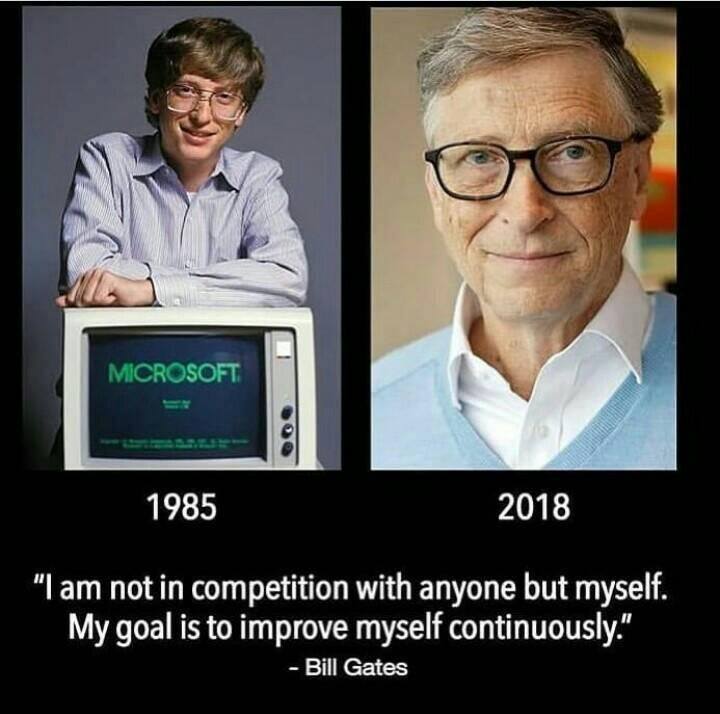 MICROSOFT
1985
2018
"I am not in competition with anyone but myself.
My goal is to improve myself continuously."
- Bill Gates